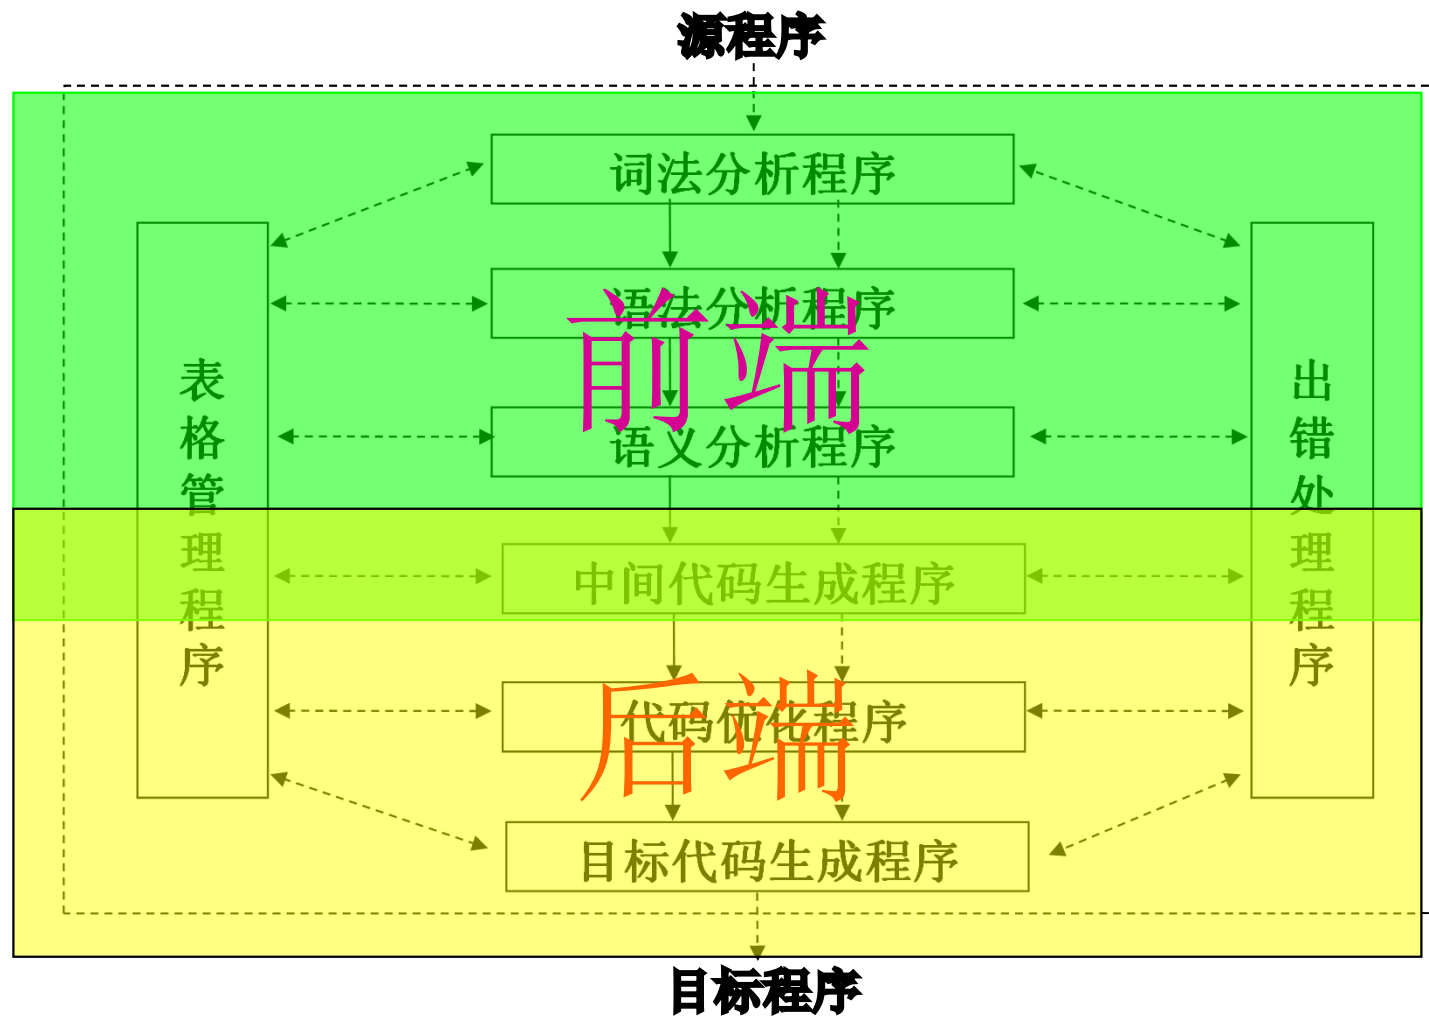 源程序
词法分析程序
语法分析程序
前端
语义分析程序
表格管理程序
出错处理程序
中间代码生成程序
代码优化程序
后端
目标代码生成程序
目标程序